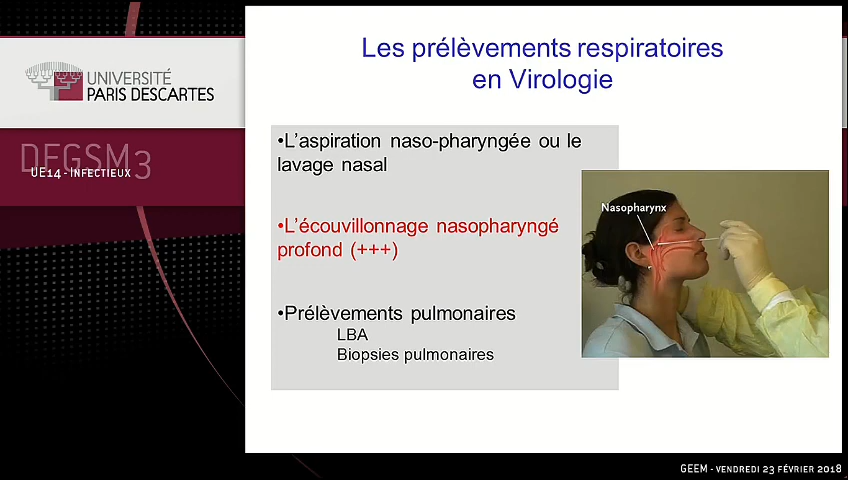 Les prélèvements respiratoires
en Virologie
UNIVERSITÉ
PARIS DESCARTES
DFGSM3
UE14 - INFECTIEUX
•L’aspiration naso-pharyngée ou le
lavage nasal
•L’écouvillonnage nasopharyngé
profond (+++)
•Prélèvements pulmonaires
LBA
Biopsies pulmonaires
Nasopharynx
GEEM - VENDREDI 23 FÉVRIER 2018